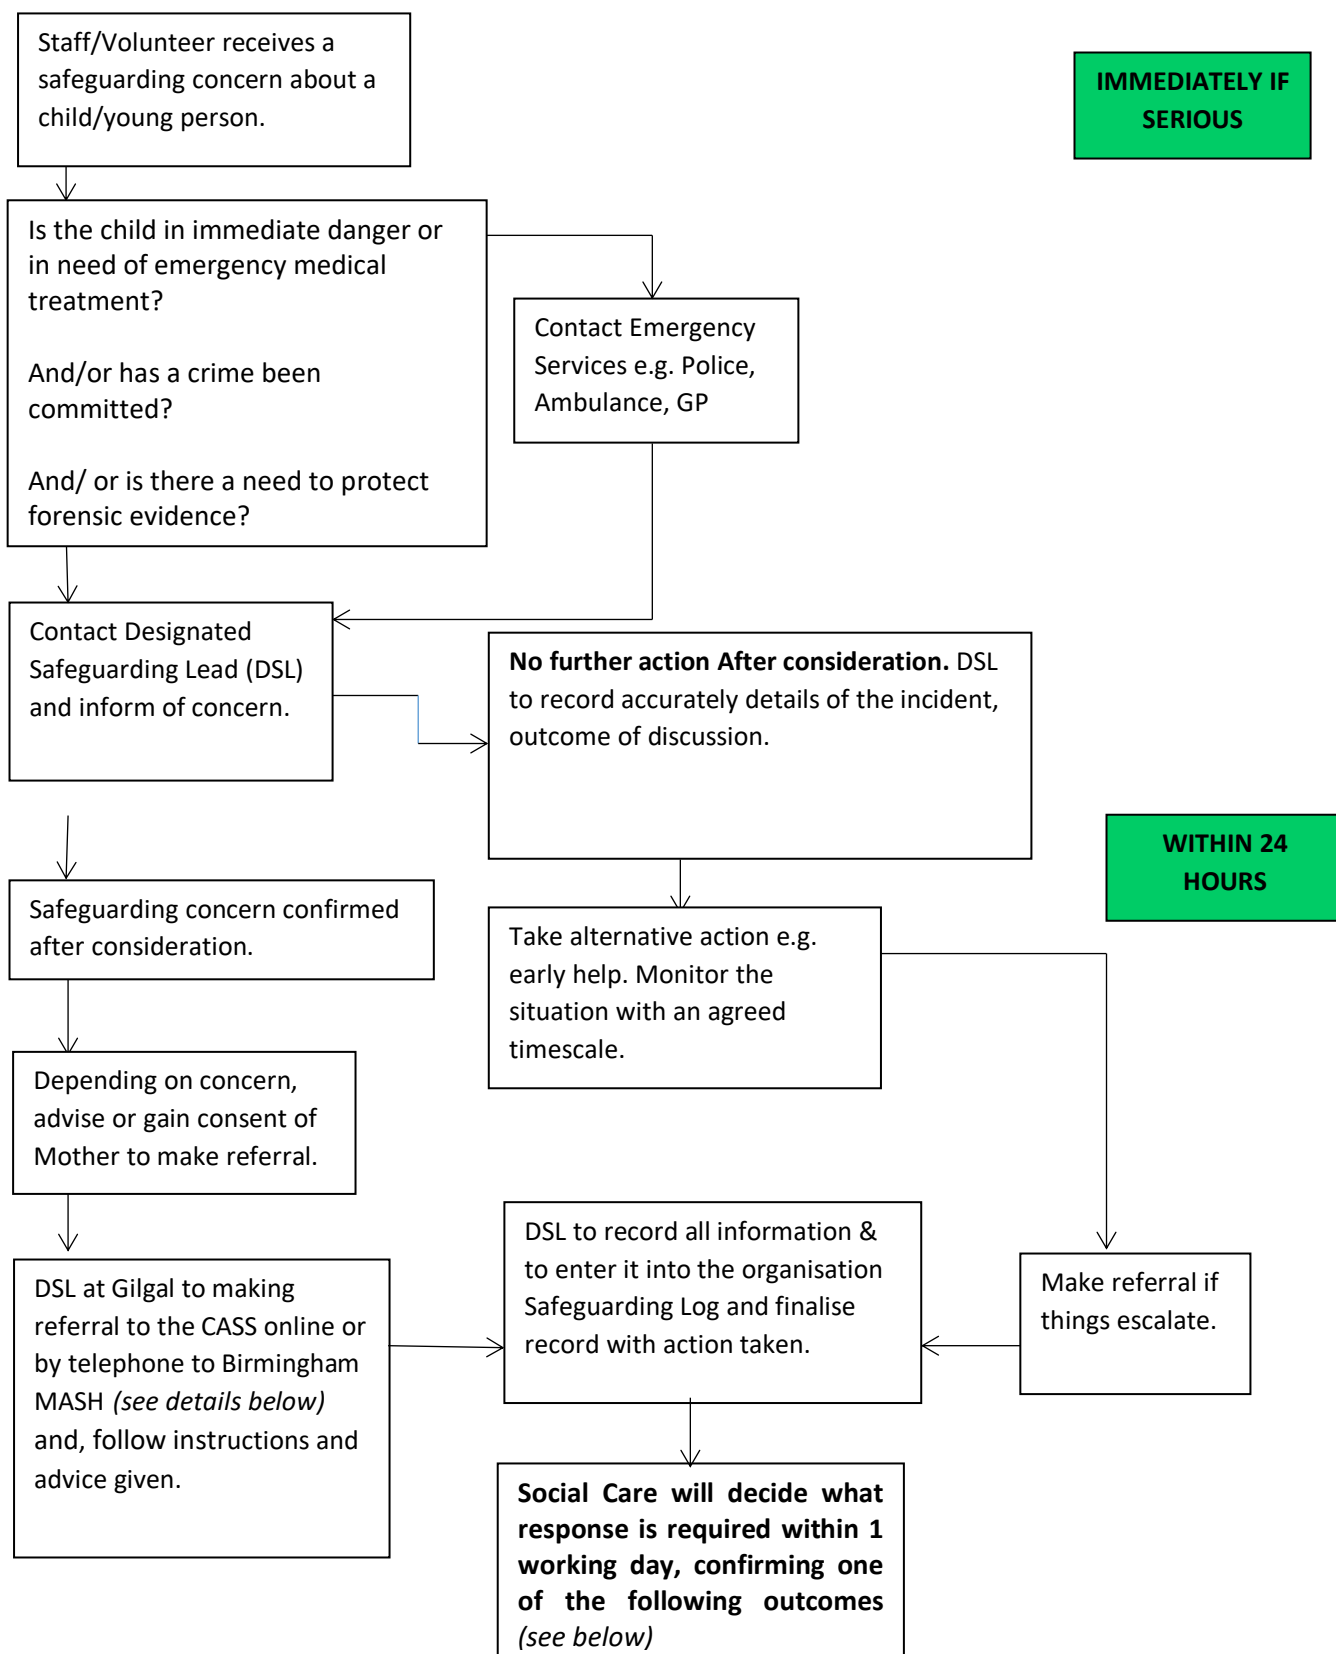 Staff/Volunteer receives a
safeguarding concern about a
child/young person.
IMMEDIATELY IF
SERIOUS
Is the child in immediate danger or
in need of emergency medical
treatment?
And/or has a crime been
committed?
And/ or is there a need to protect
forensic evidence?
Contact Emergency
Services e.g. Police,
Ambulance, GP
Contact Designated
Safeguarding Lead (DSL)
and inform of concern.
No further action After consideration. DSL
to record accurately details of the incident,
outcome of discussion.
WITHIN 24
HOURS
Safeguarding concern confirmed
after consideration.
Take alternative action e.g.
early help. Monitor the
situation with an agreed
timescale.
Depending on concern,
advise or gain consent of
Mother to make referral.
DSL at Gilgal to making
referral to the CASS online or
by telephone to Birmingham
MASH (see details below)
and, follow instructions and
advice given.
DSL to record all information &
to enter it into the organisation
Safeguarding Log and finalise
record with action taken.
Make referral if
things escalate.
Social Care will decide what
response is required within 1
working day, confirming one
of the following outcomes
(see below)